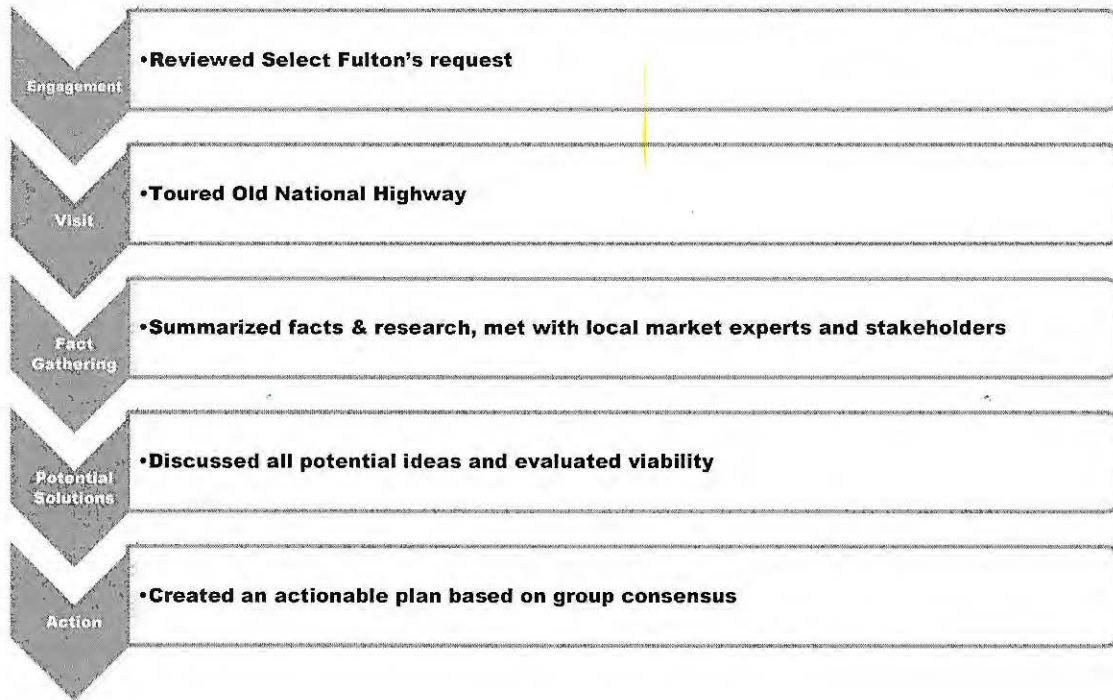 Engagement
•Reviewed Select Fulton's request
Visit
•Toured Old National Highway
Fact
Gathering
•Summarized facts & research, met with local market experts and stakeholders
Potential
Solutions
•Discussed all potential ideas and evaluated viability
Action
•Created an actionable plan based on group consensus